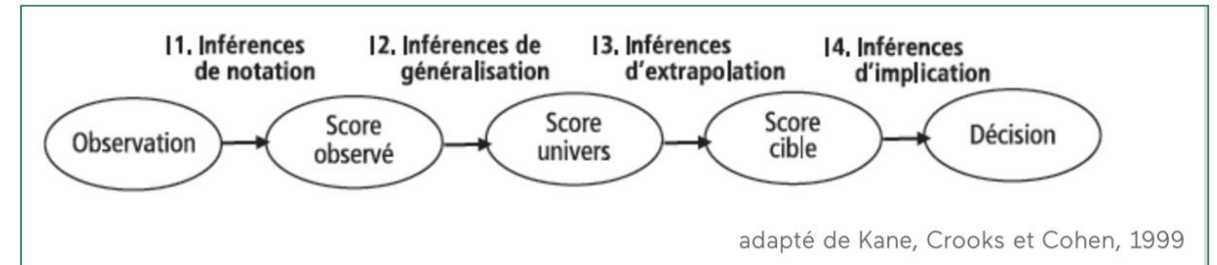 I1. Inférences
de notation
I2. Inférences de
généralisation
I3. Inférences
d'extrapolation
I4. Inférences
d'implication
Observation
Score
observé
Score
univers
Score
cible
Décision
adapté de Kane, Crooks et Cohen, 1999